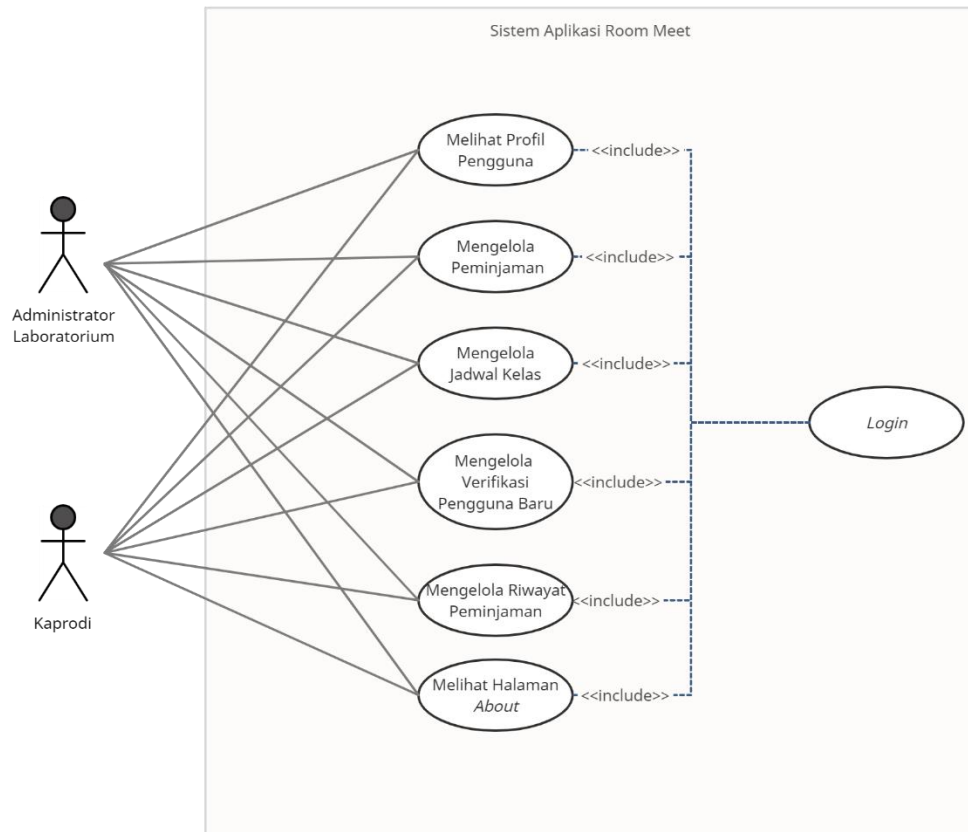 Sistem Aplikasi Room Meet
Melihat Profil
Pengguna
<<include>>
Mengelola
Peminjaman
<<include>>
Administrator
Laboratorium
Mengelola
Jadwal Kelas
<<include>>
Login
Mengelola
Verifikasi
Pengguna Baru
<<include>>
Kaprodi
Mengelola Riwayat
Peminjaman
<<include>>
Melihat Halaman
About
<<include>>